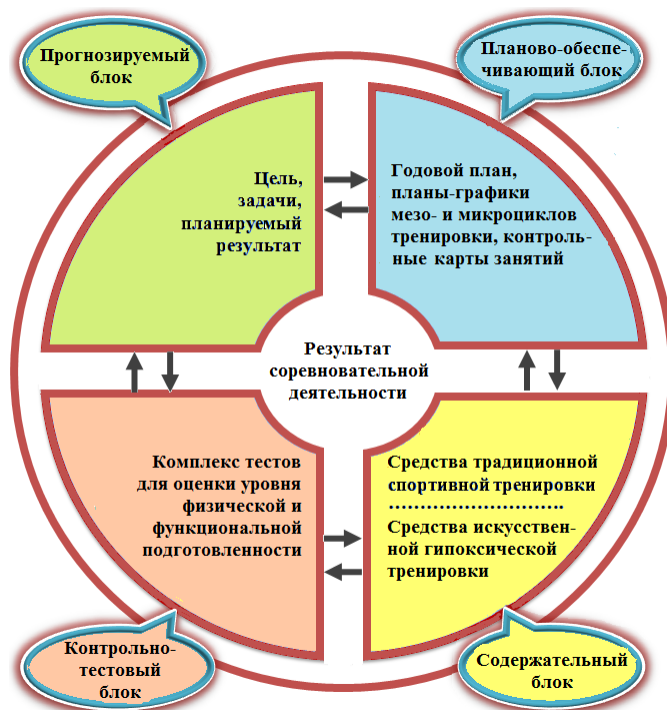 Прогнозируемый
блок
Планово-обеспе-
чивающий блок
Цель,
задачи,
планируемый
результат
Годовой план,
планы-графики
мезо- и микроциклов
тренировки, контроль-
ные карты занятий
Результат
соревновательной
деятельности
Комплекс тестов
для оценки уровня
физической и
функциональной
подготовленности
Средства традиционной
спортивной тренировки
………………………..
Средства искусствен-
ной гипоксической
тренировки
Контрольно-
тестовый
блок
Содержательный
блок